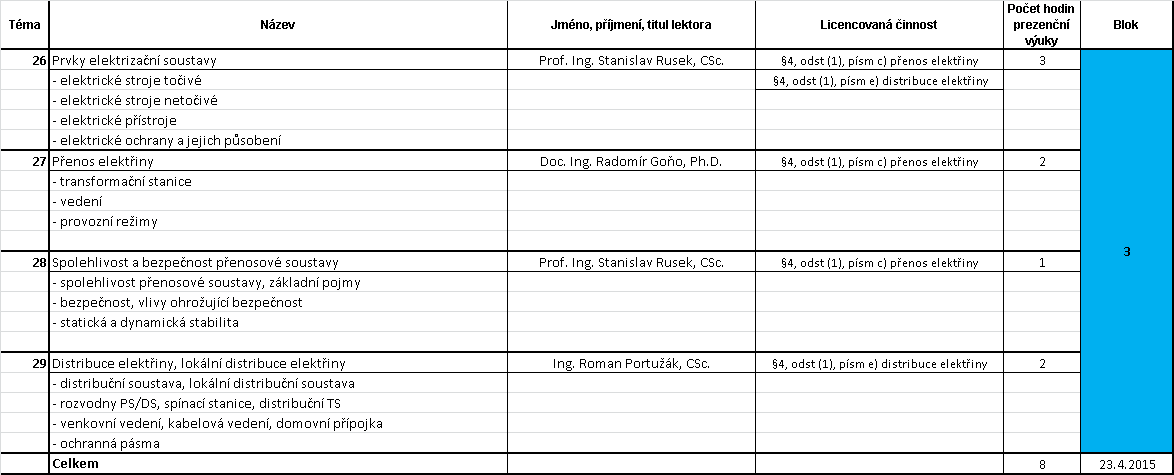 Téma Název Jméno, příjmení, titul lektora Licencovaná činnost Počet hodin prezenční výuky Blok
26 Prvky elektrizační soustavy Prof. Ing. Stanislav Rusek, CSc. §4, odst (1), písm c) přenos elektřiny 3
- elektrické stroje točivé §4, odst (1), písm e) distribuce elektřiny
- elektrické stroje netočivé
- elektrické přístroje
- elektrické ochrany a jejich působení
27 Přenos elektřiny Doc. Ing. Radomír Goňo, Ph.D. §4, odst (1), písm c) přenos elektřiny 2
- transformační stanice
- vedení
- provozní režimy
3
28 Spolehlivost a bezpečnost přenosové soustavy Prof. Ing. Stanislav Rusek, CSc. §4, odst (1), písm c) přenos elektřiny 1
- spolehlivost přenosové soustavy, základní pojmy
- bezpečnost, vlivy ohrožující bezpečnost
- statická a dynamická stabilita
29 Distribuce elektřiny, lokální distribuce elektřiny Ing. Roman Portužák, CSc. §4, odst (1), písm e) distribuce elektřiny 2
- distribuční soustava, lokální distribuční soustava
- rozvodny PS/DS, spínací stanice, distribuční TS
- venkovní vedení, kabelová vedení, domovní přípojka
- ochranná pásma
Celkem 8 23.4.2015